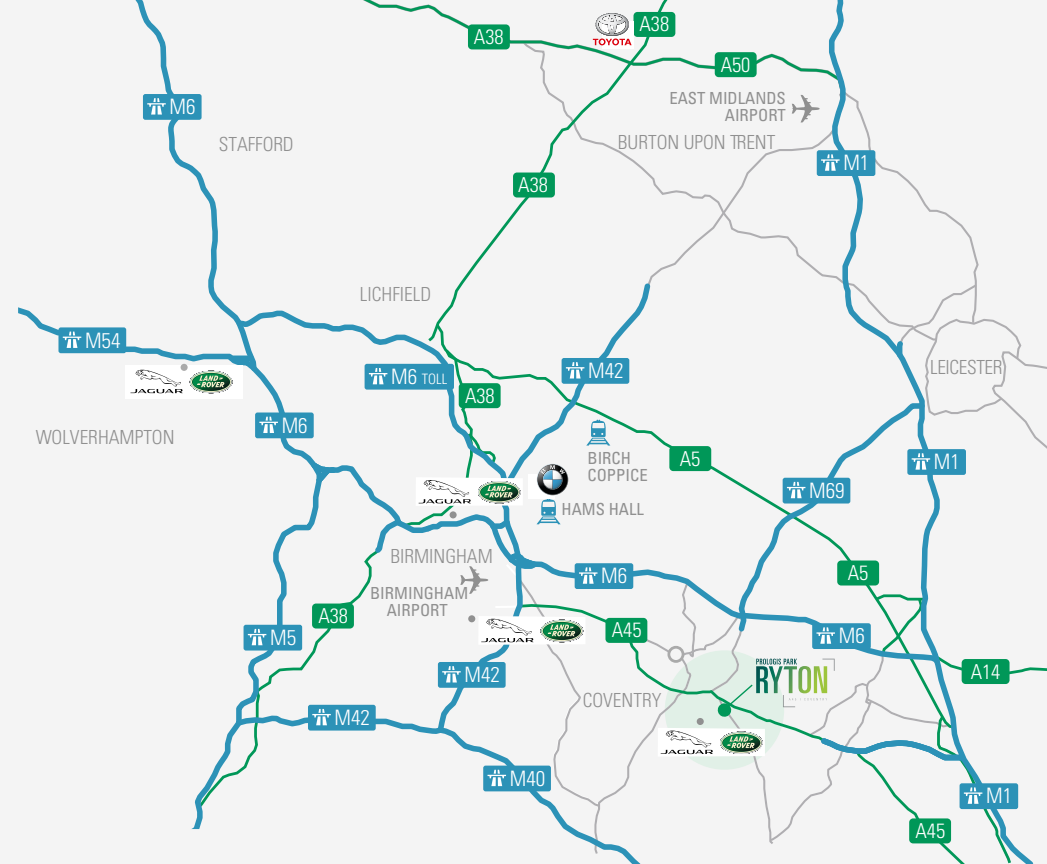 A38
TOYOTA
A38
A50
M6
EAST MIDLANDS
AIRPORT
STAFFORD
BURTON UPON TRENT
M1
A38
LICHFIELD
M54
JAGUAR
LAND-
-ROVER
M6 TOLL
M42
LEICESTER
A38
M6
WOLVERHAMPTON
BIRCH
COPPICE
A5
M1
BMW
JAGUAR
LAND-
-ROVER
M69
HAMS HALL
BIRMINGHAM
M6
A5
BIRMINGHAM
AIRPORT
A38
M5
JAGUAR
LAND-
-ROVER
A45
M6
M42
PROLOGIS PARK
RYTON
A14
COVENTRY
M42
JAGUAR
LAND-
-ROVER
M40
M1
A45